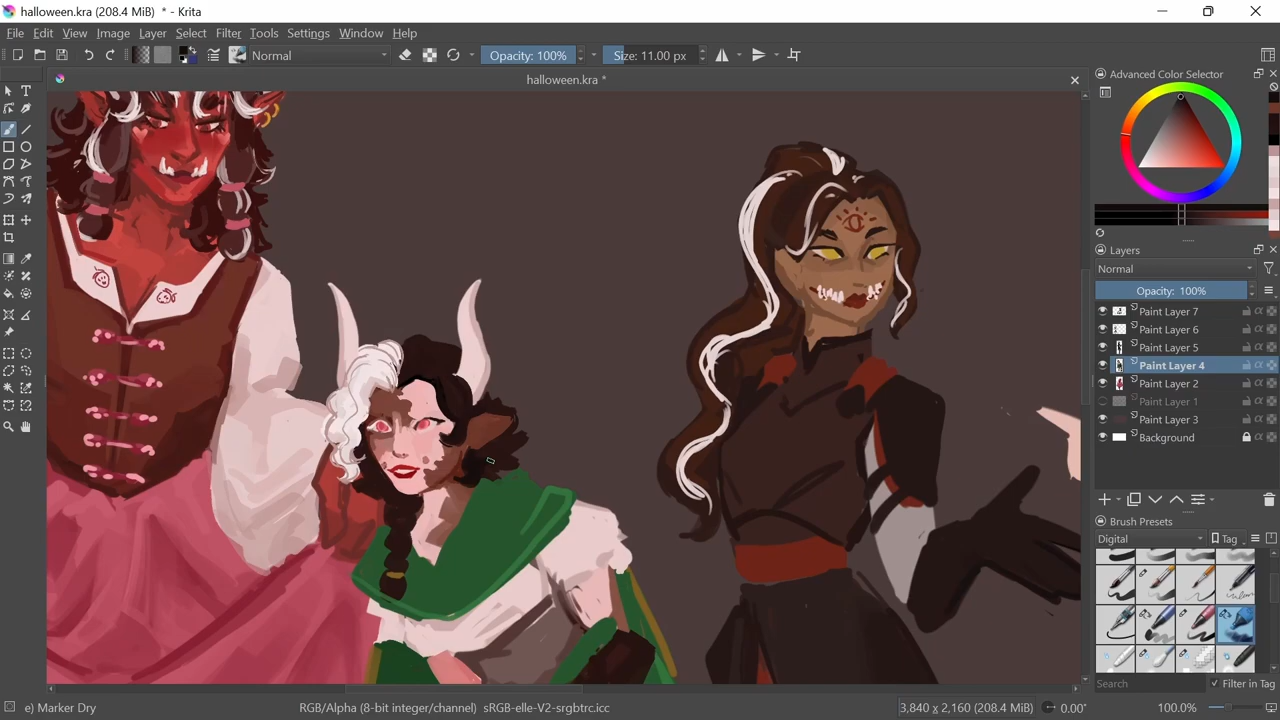 halloween.kra (208.4 MiB) * - Krita
File Edit View Image Layer Select Filter Tools Settings Window Help
Normal Opacity: 100% Size: 11.00 px
halloween.kra *
Advanced Color Selector
Layers
Normal
Opacity: 100%
Paint Layer 7
Paint Layer 6
Paint Layer 5
Paint Layer 4
Paint Layer 2
Paint Layer 1
Paint Layer 3
Background
Brush Presets
Digital Tag
Search Filter in Tag
e) Marker Dry RGB/Alpha (8-bit integer/channel) sRGB-elle-V2-srgbtrc.icc 3,840 x 2,160 (208.4 MiB) 0.00° 100.0%